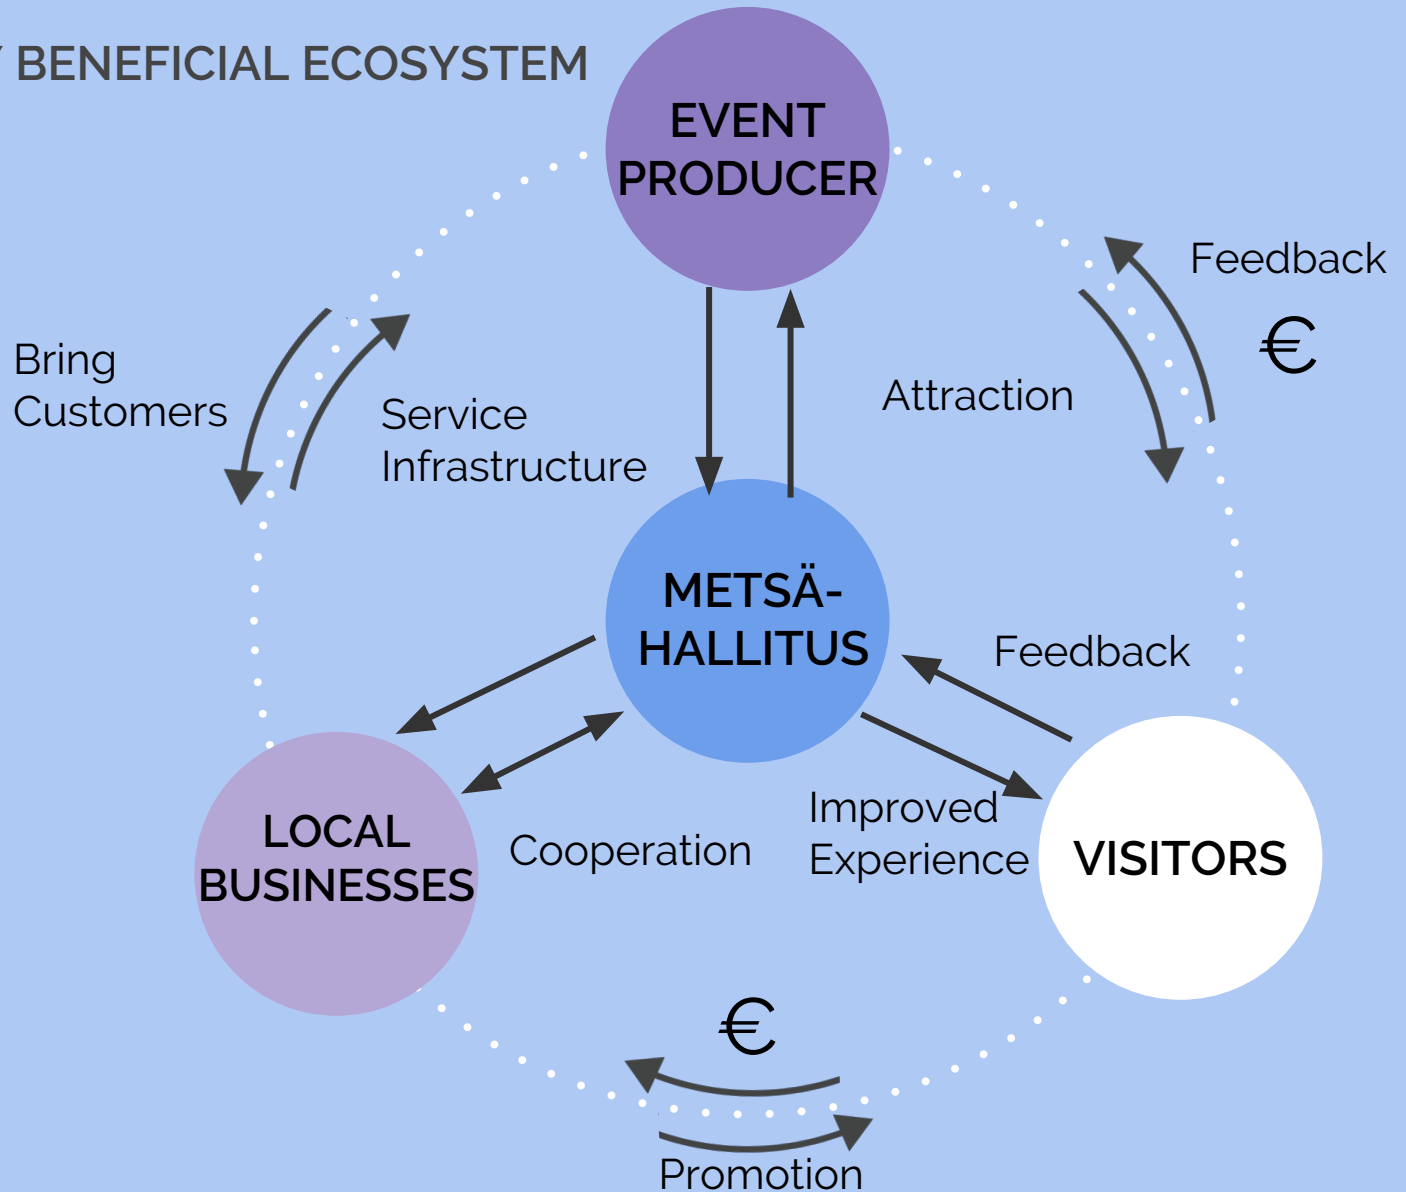 Y BENEFICIAL ECOSYSTEM
EVENT
PRODUCER
Feedback
€
Bring
Customers
Service
Infrastructure
Attraction
METSÄ-
HALLITUS
Feedback
LOCAL
BUSINESSES
Cooperation
Improved
Experience
VISITORS
€
Promotion